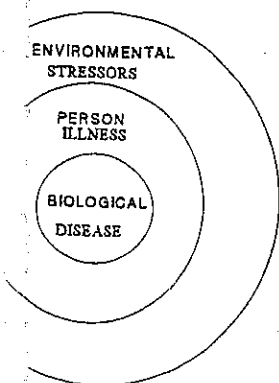 ENVIRONMENTAL
STRESSORS
PERSON
ILLNESS
BIOLOGICAL
DISEASE